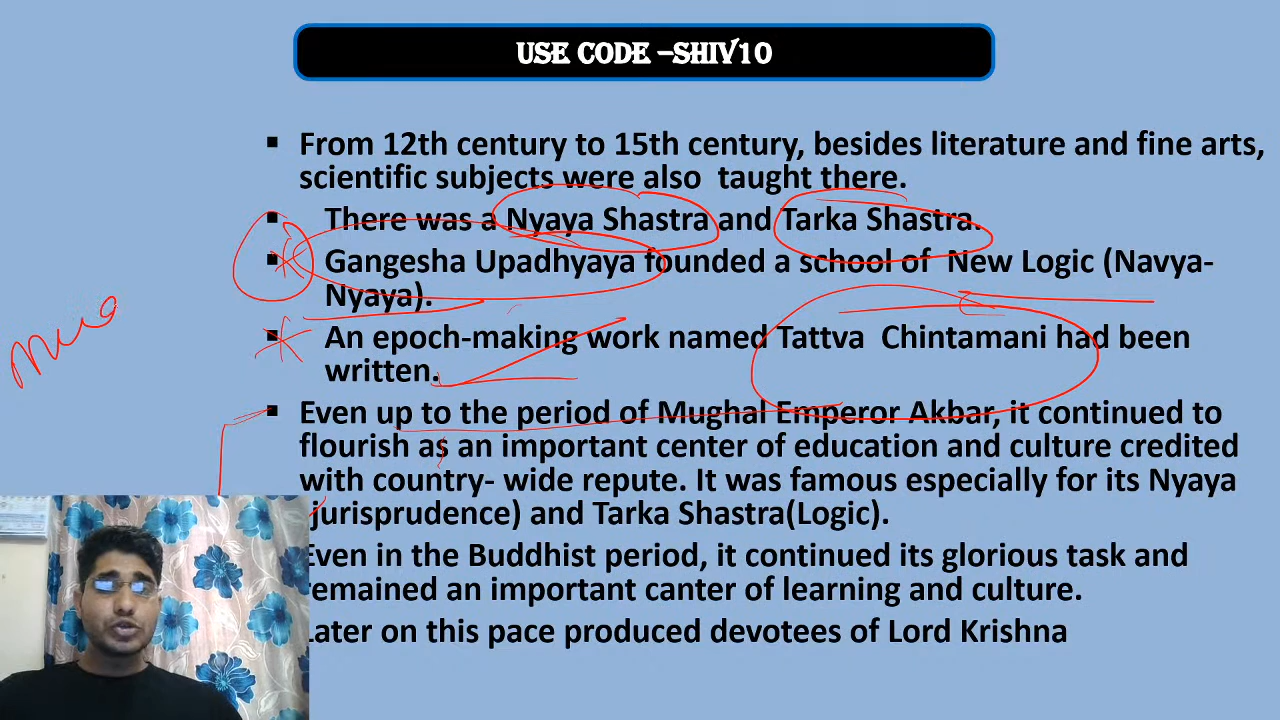 USE CODE –SHIV10
▪ From 12th century to 15th century, besides literature and fine arts,
scientific subjects were also taught there.
▪ There was a Nyaya Shastra and Tarka Shastra.
▪ Gangesha Upadhyaya founded a school of New Logic (Navya-
Nyaya).
▪ An epoch-making work named Tattva Chintamani had been
written.
▪ Even up to the period of Mughal Emperor Akbar, it continued to
flourish as an important center of education and culture credited
with country- wide repute. It was famous especially for its Nyaya
(jurisprudence) and Tarka Shastra(Logic).
Even in the Buddhist period, it continued its glorious task and
remained an important canter of learning and culture.
Later on this pace produced devotees of Lord Krishna